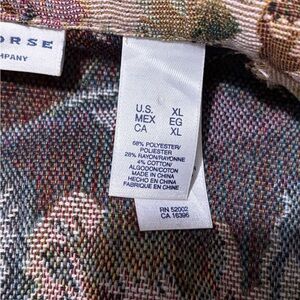 ORSE
OMPANY
U.S. XL
MEX EG
CA XL
68% POLYESTER/
POLIESTER
28% RAYON/RAYONNE
4% COTTON/
ALGODON/COTON
MADE IN CHINA
HECHO EN CHINA
FABRIQUE EN CHINE
RN 52002
CA 16396